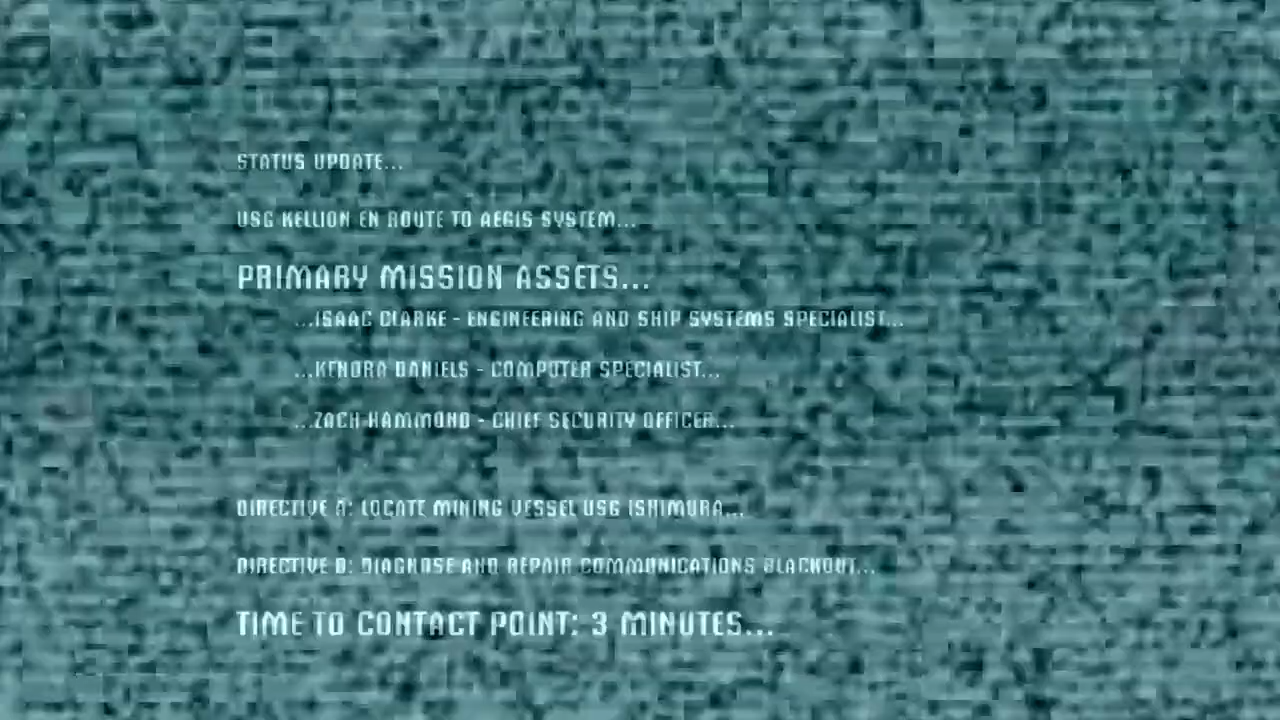 STATUS UPDATE...
USG KELLION EN ROUTE TO AEGIS SYSTEM...
PRIMARY MISSION ASSETS...
...ISAAC CLARKE - ENGINEERING AND SHIP SYSTEMS SPECIALIST...
...KENDRA DANIELS - COMPUTER SPECIALIST...
...ZACH HAMMOND - CHIEF SECURITY OFFICER...
DIRECTIVE A: LOCATE MINING VESSEL USG ISHIMURA...
DIRECTIVE B: DIAGNOSE AND REPAIR COMMUNICATIONS BLACKOUT...
TIME TO CONTACT POINT: 3 MINUTES...